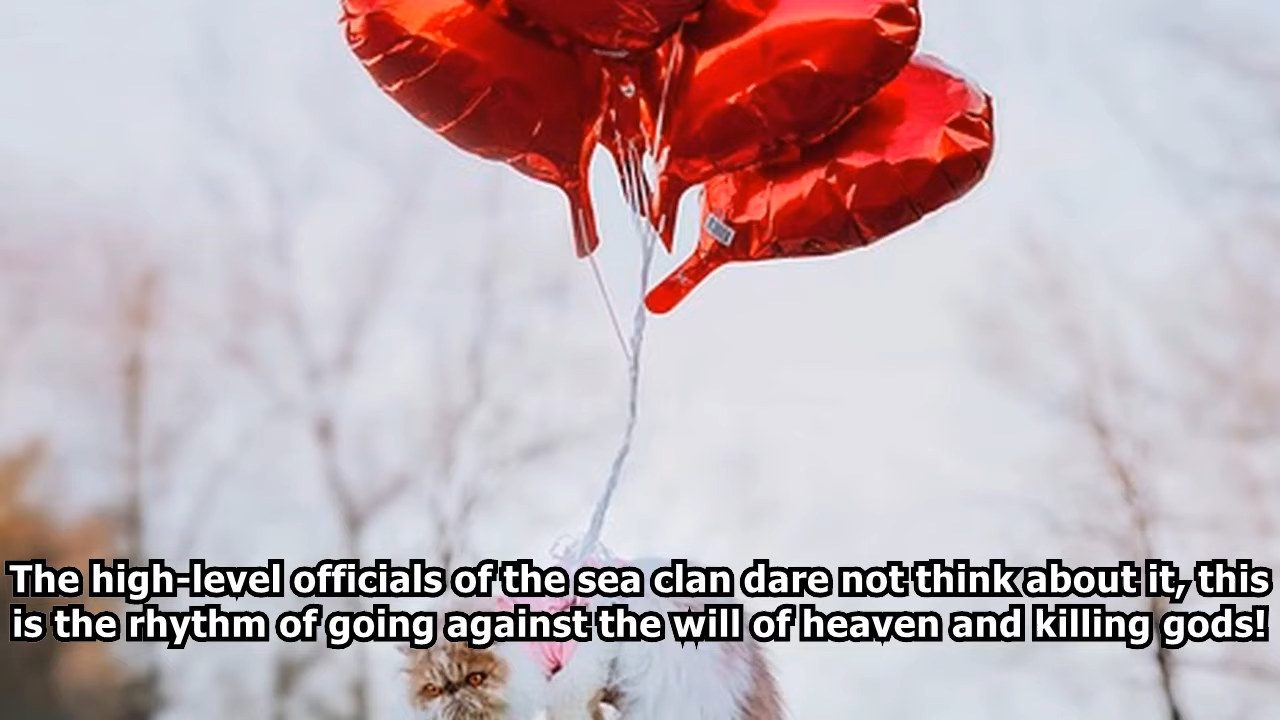 The high-level officials of the sea clan dare not think about it, this
is the rhythm of going against the will of heaven and killing gods!